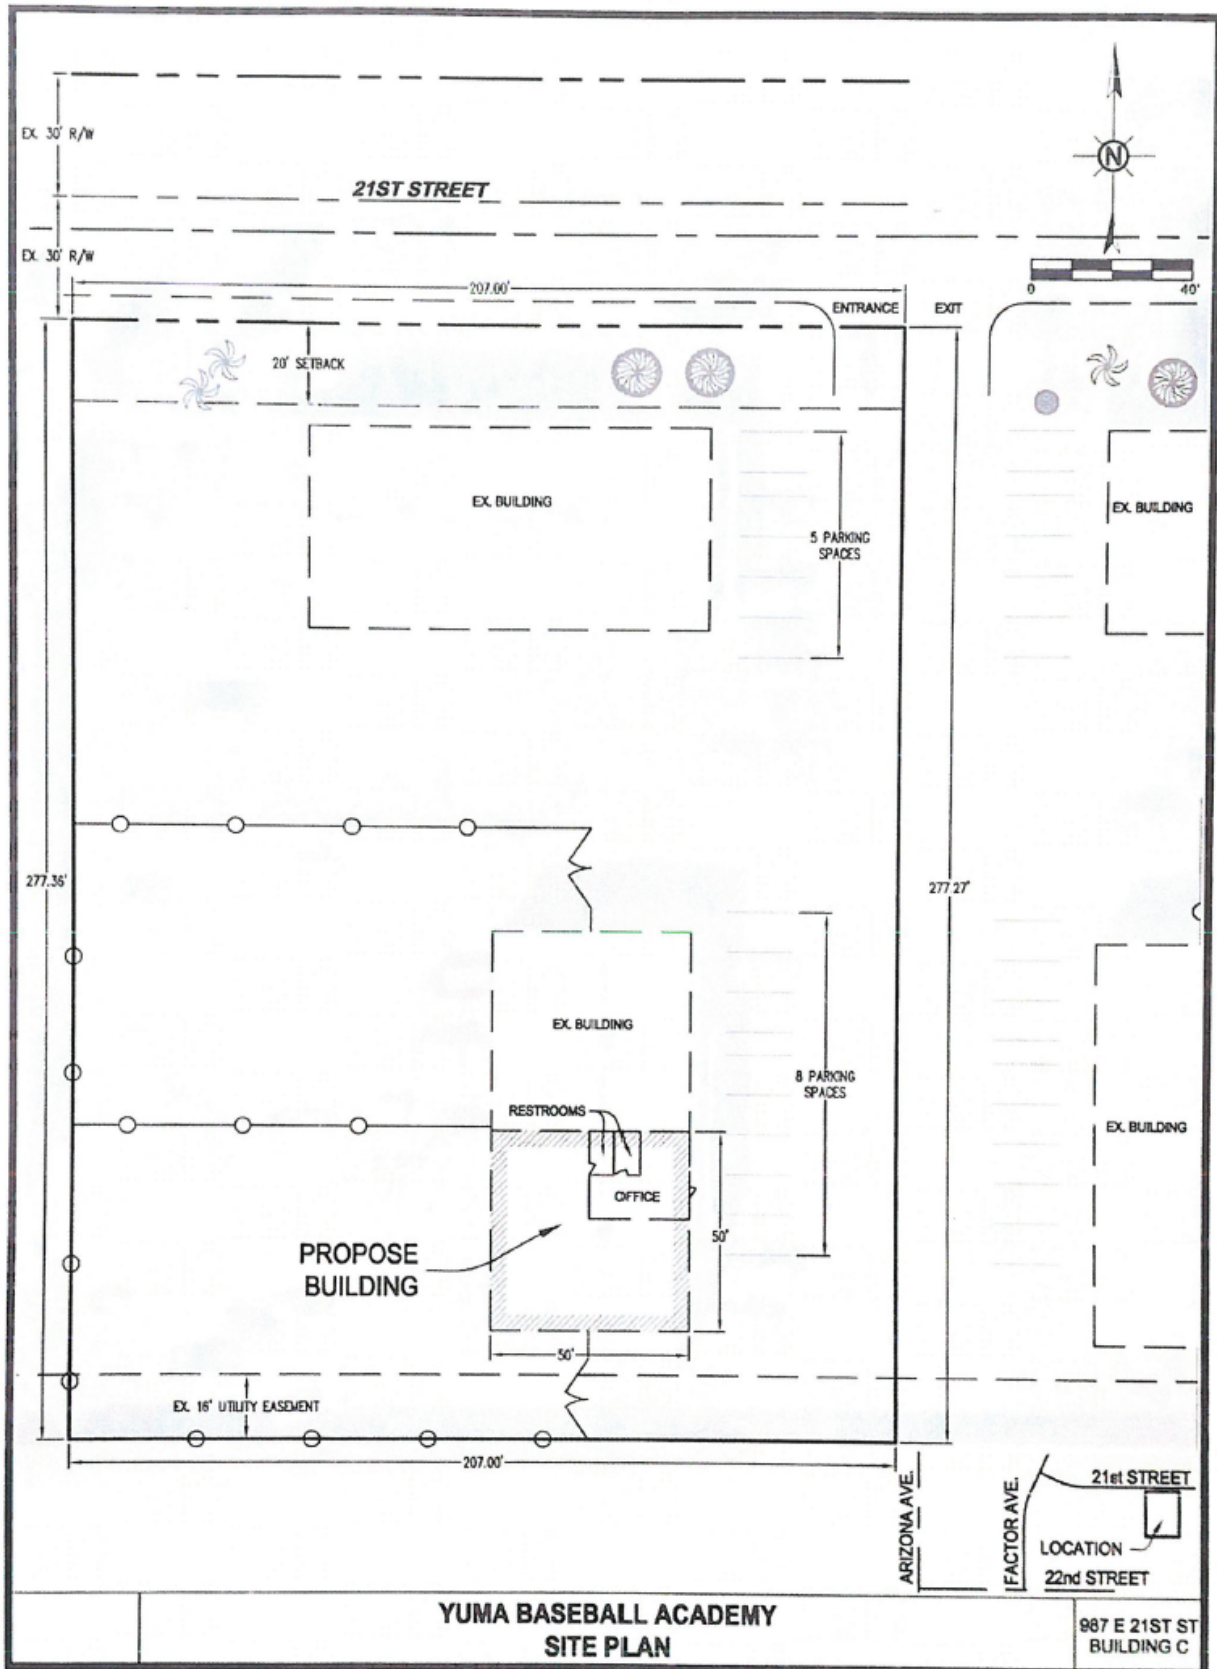 EX. 30' R/W
21ST STREET
N
EX. 30' R/W
207.00'
0 40'
ENTRANCE
EXIT
20' SETBACK
EX. BUILDING
EX. BUILDING
5 PARKING
SPACES
277.36'
277.27'
EX. BUILDING
8 PARKING
SPACES
RESTROOMS
EX. BUILDING
OFFICE
50'
PROPOSE
BUILDING
50'
EX. 16' UTILITY EASEMENT
207.00'
ARIZONA AVE.
FACTOR AVE.
21st STREET
LOCATION
22nd STREET
YUMA BASEBALL ACADEMY
SITE PLAN
987 E 21ST ST
BUILDING C